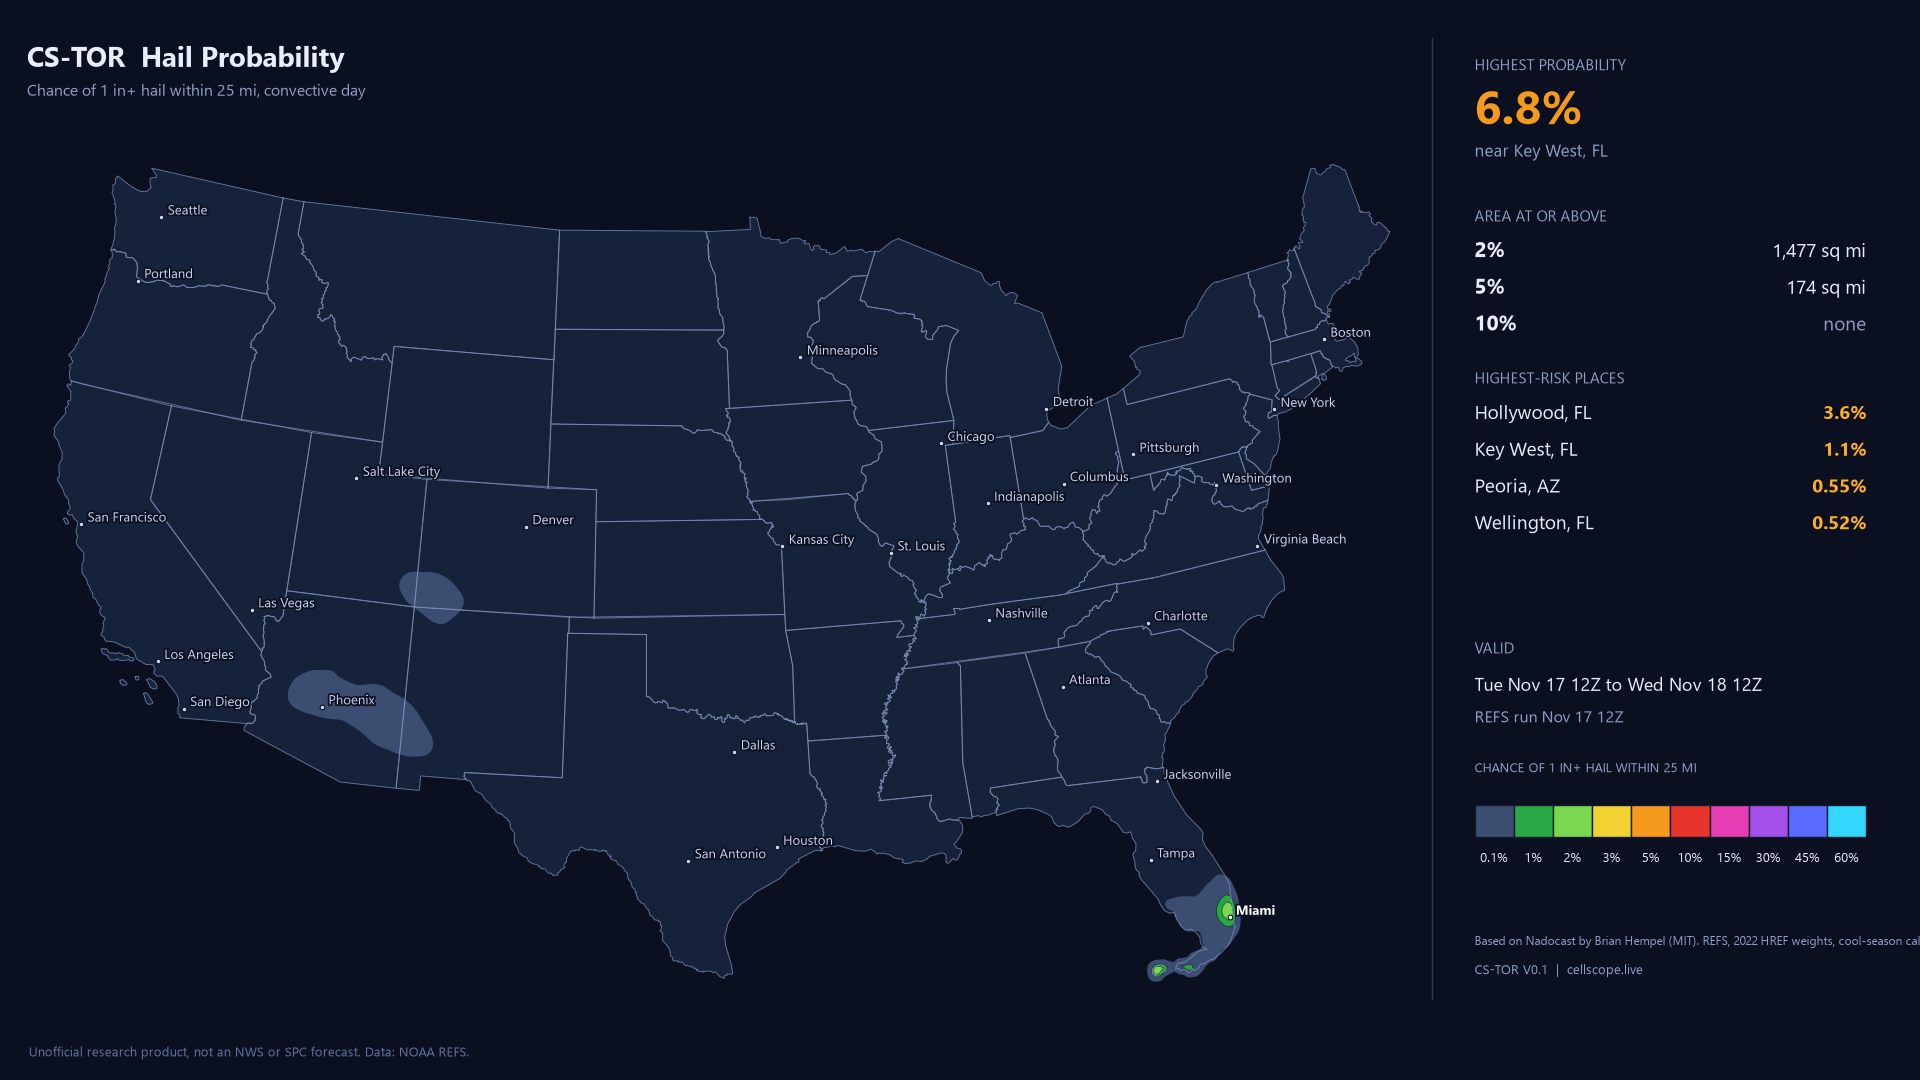 CS-TOR Hail Probability
Chance of 1 in+ hail within 25 mi, convective day
Seattle
Portland
Minneapolis
Boston
Detroit
New York
Chicago
Pittsburgh
Salt Lake City
Columbus
Washington
Indianapolis
San Francisco
Denver
Kansas City
St. Louis
Virginia Beach
Las Vegas
Nashville
Charlotte
Los Angeles
Atlanta
San Diego
Phoenix
Dallas
Jacksonville
Houston
San Antonio
Tampa
Miami
HIGHEST PROBABILITY
6.8%
near Key West, FL
AREA AT OR ABOVE
2% 1,477 sq mi
5% 174 sq mi
10% none
HIGHEST-RISK PLACES
Hollywood, FL 3.6%
Key West, FL 1.1%
Peoria, AZ 0.55%
Wellington, FL 0.52%
VALID
Tue Nov 17 12Z to Wed Nov 18 12Z
REFS run Nov 17 12Z
CHANCE OF 1 IN+ HAIL WITHIN 25 MI
0.1% 1% 2% 3% 5% 10% 15% 30% 45% 60%
Based on Nadocast by Brian Hempel (MIT). REFS, 2022 HREF weights, cool-season cal
CS-TOR V0.1 | cellscope.live
Unofficial research product, not an NWS or SPC forecast. Data: NOAA REFS.